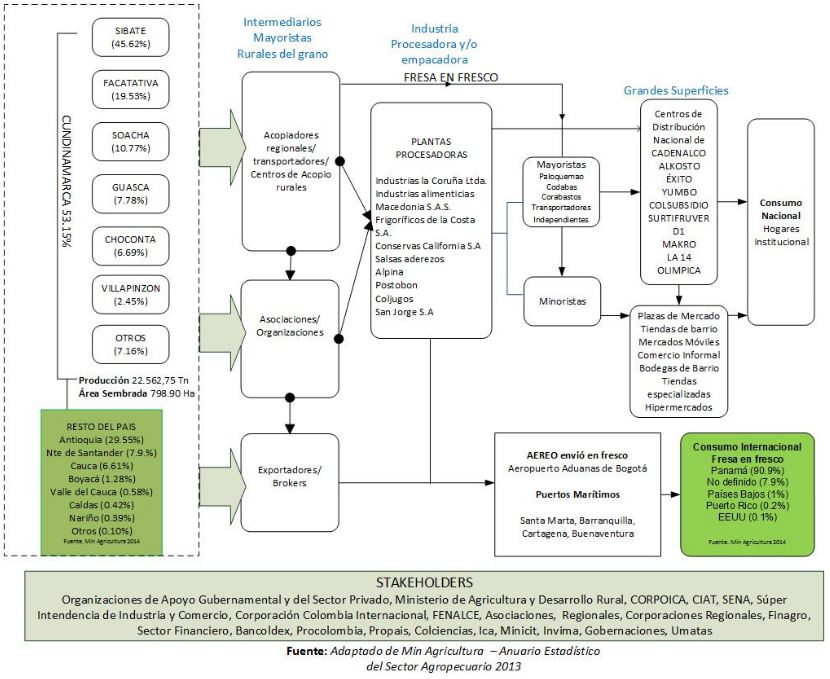 SIBATE
(45.62%)
FACATATIVA
(19.53%)
SOACHA
(10.77%)
GUASCA
(7.78%)
CHOCONTA
(6.69%)
VILLAPINZON
(2.45%)
OTROS
(7.16%)
CUNDINAMARCA 53.15%
Producción 22.562,75 Tn
Área Sembrada 798.90 Ha
RESTO DEL PAIS
Antioquia (29.55%)
Nte de Santander (7.9.%)
Cauca (6.61%)
Boyacá (1.28%)
Valle del Cauca (0.58%)
Caldas (0.42%)
Nariño (0.39%)
Otros (0.10%)
Fuente. Min Agricultura 2014
Intermediarios
Mayoristas
Rurales del grano
Acopiadores
regionales/
transportadores/
Centros de Acopio
rurales
Asociaciones/
Organizaciones
Exportadores/
Brokers
Industria
Procesadora y/o
empacadora
FRESA EN FRESCO
PLANTAS
PROCESADORAS
Industrias la Coruña Ltda.
Industrias alimenticias
Macedonia S.A.S.
Frigoríficos de la Costa
S.A.
Conservas California S.A
Salsas aderezos
Alpina
Postobon
Coljugos
San Jorge S.A
Mayoristas
Paloquemao
Codabas
Corabastos
Transportadores
Independientes
Minoristas
Grandes Superficies
Centros de
Distribución
Nacional de
CADENALCO
ALKOSTO
ÉXITO
YUMBO
COLSUBSIDIO
SURTIFRUVER
D1
MAKRO
LA 14
OLIMPICA
Plazas de Mercado
Tiendas de barrio
Mercados Móviles
Comercio Informal
Bodegas de Barrio
Tiendas
especializadas
Hipermercados
Consumo
Nacional
Hogares
Institucional
AEREO envió en fresco
Aeropuerto Aduanas de Bogotá
Puertos Marítimos
Santa Marta, Barranquilla,
Cartagena, Buenaventura
Consumo Internacional
Fresa en fresco
Panamá (90.9%)
No definido (7.9%)
Países Bajos (1%)
Puerto Rico (0.2%)
EEUU (0.1%)
Fuente. Min Agricultura 2014
STAKEHOLDERS
Organizaciones de Apoyo Gubernamental y del Sector Privado, Ministerio de Agricultura y Desarrollo Rural, CORPOICA, CIAT, SENA, Súper
Intendencia de Industria y Comercio, Corporación Colombia Internacional, FENALCE, Asociaciones, Regionales, Corporaciones Regionales, Finagro,
Sector Financiero, Bancoldex, Procolombia, Propais, Colciencias, Ica, Minicit, Invima, Gobernaciones, Umatas
Fuente: Adaptado de Min Agricultura – Anuario Estadístico
del Sector Agropecuario 2013